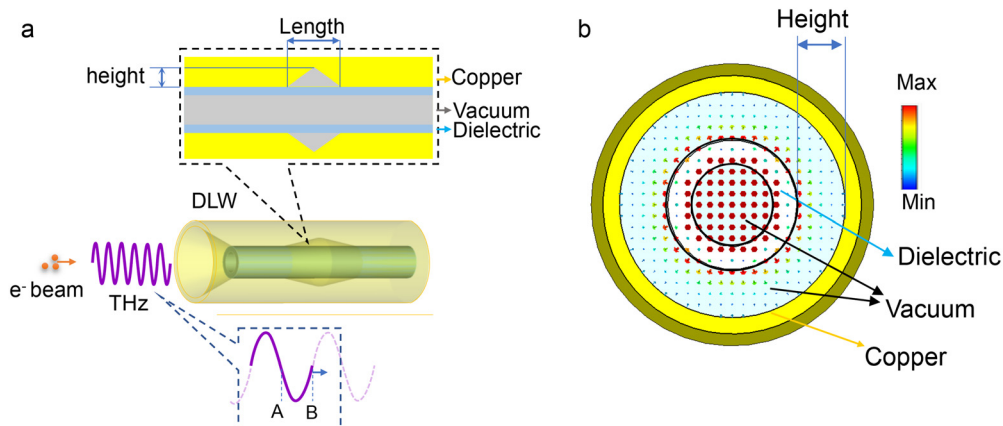 a
Length
height
Copper
Vacuum
Dielectric
DLW
e- beam
THz
A
B
b
Height
Max
Min
Dielectric
Vacuum
Copper